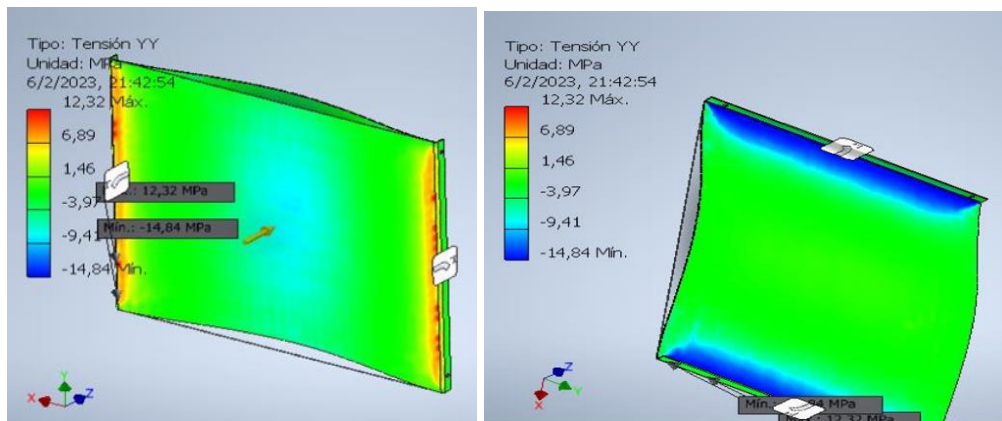 Tipo: Tensión YY
Unidad: MPa
6/2/2023, 21:42:54
12,32 Máx.
6,89
1,46
-3,97
12,32 MPa
Mín.: -14,84 MPa
-9,41
-14,84 Mín.
X
Y
Z
Tipo: Tensión YY
Unidad: MPa
6/2/2023, 21:42:54
12,32 Máx.
6,89
1,46
-3,97
-9,41
-14,84 Mín.
Z
Y
X
Mín.: MPa
12,32 MPa